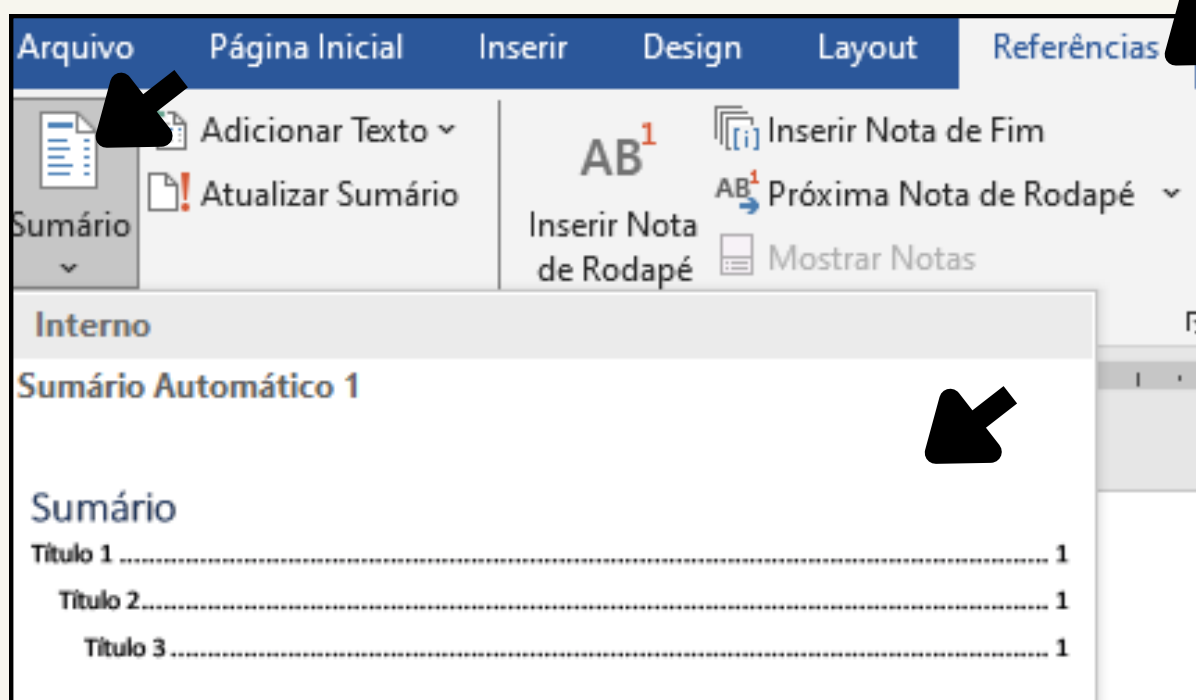 Arquivo Página Inicial Inserir Design Layout Referências
Adicionar Texto
Atualizar Sumário
Sumário
AB1
Inserir Nota
de Rodapé
[i] Inserir Nota de Fim
AB1 Próxima Nota de Rodapé
Mostrar Notas
Interno
Sumário Automático 1
Sumário
Título 1 ........ 1
Título 2 ........ 1
Título 3 ........ 1